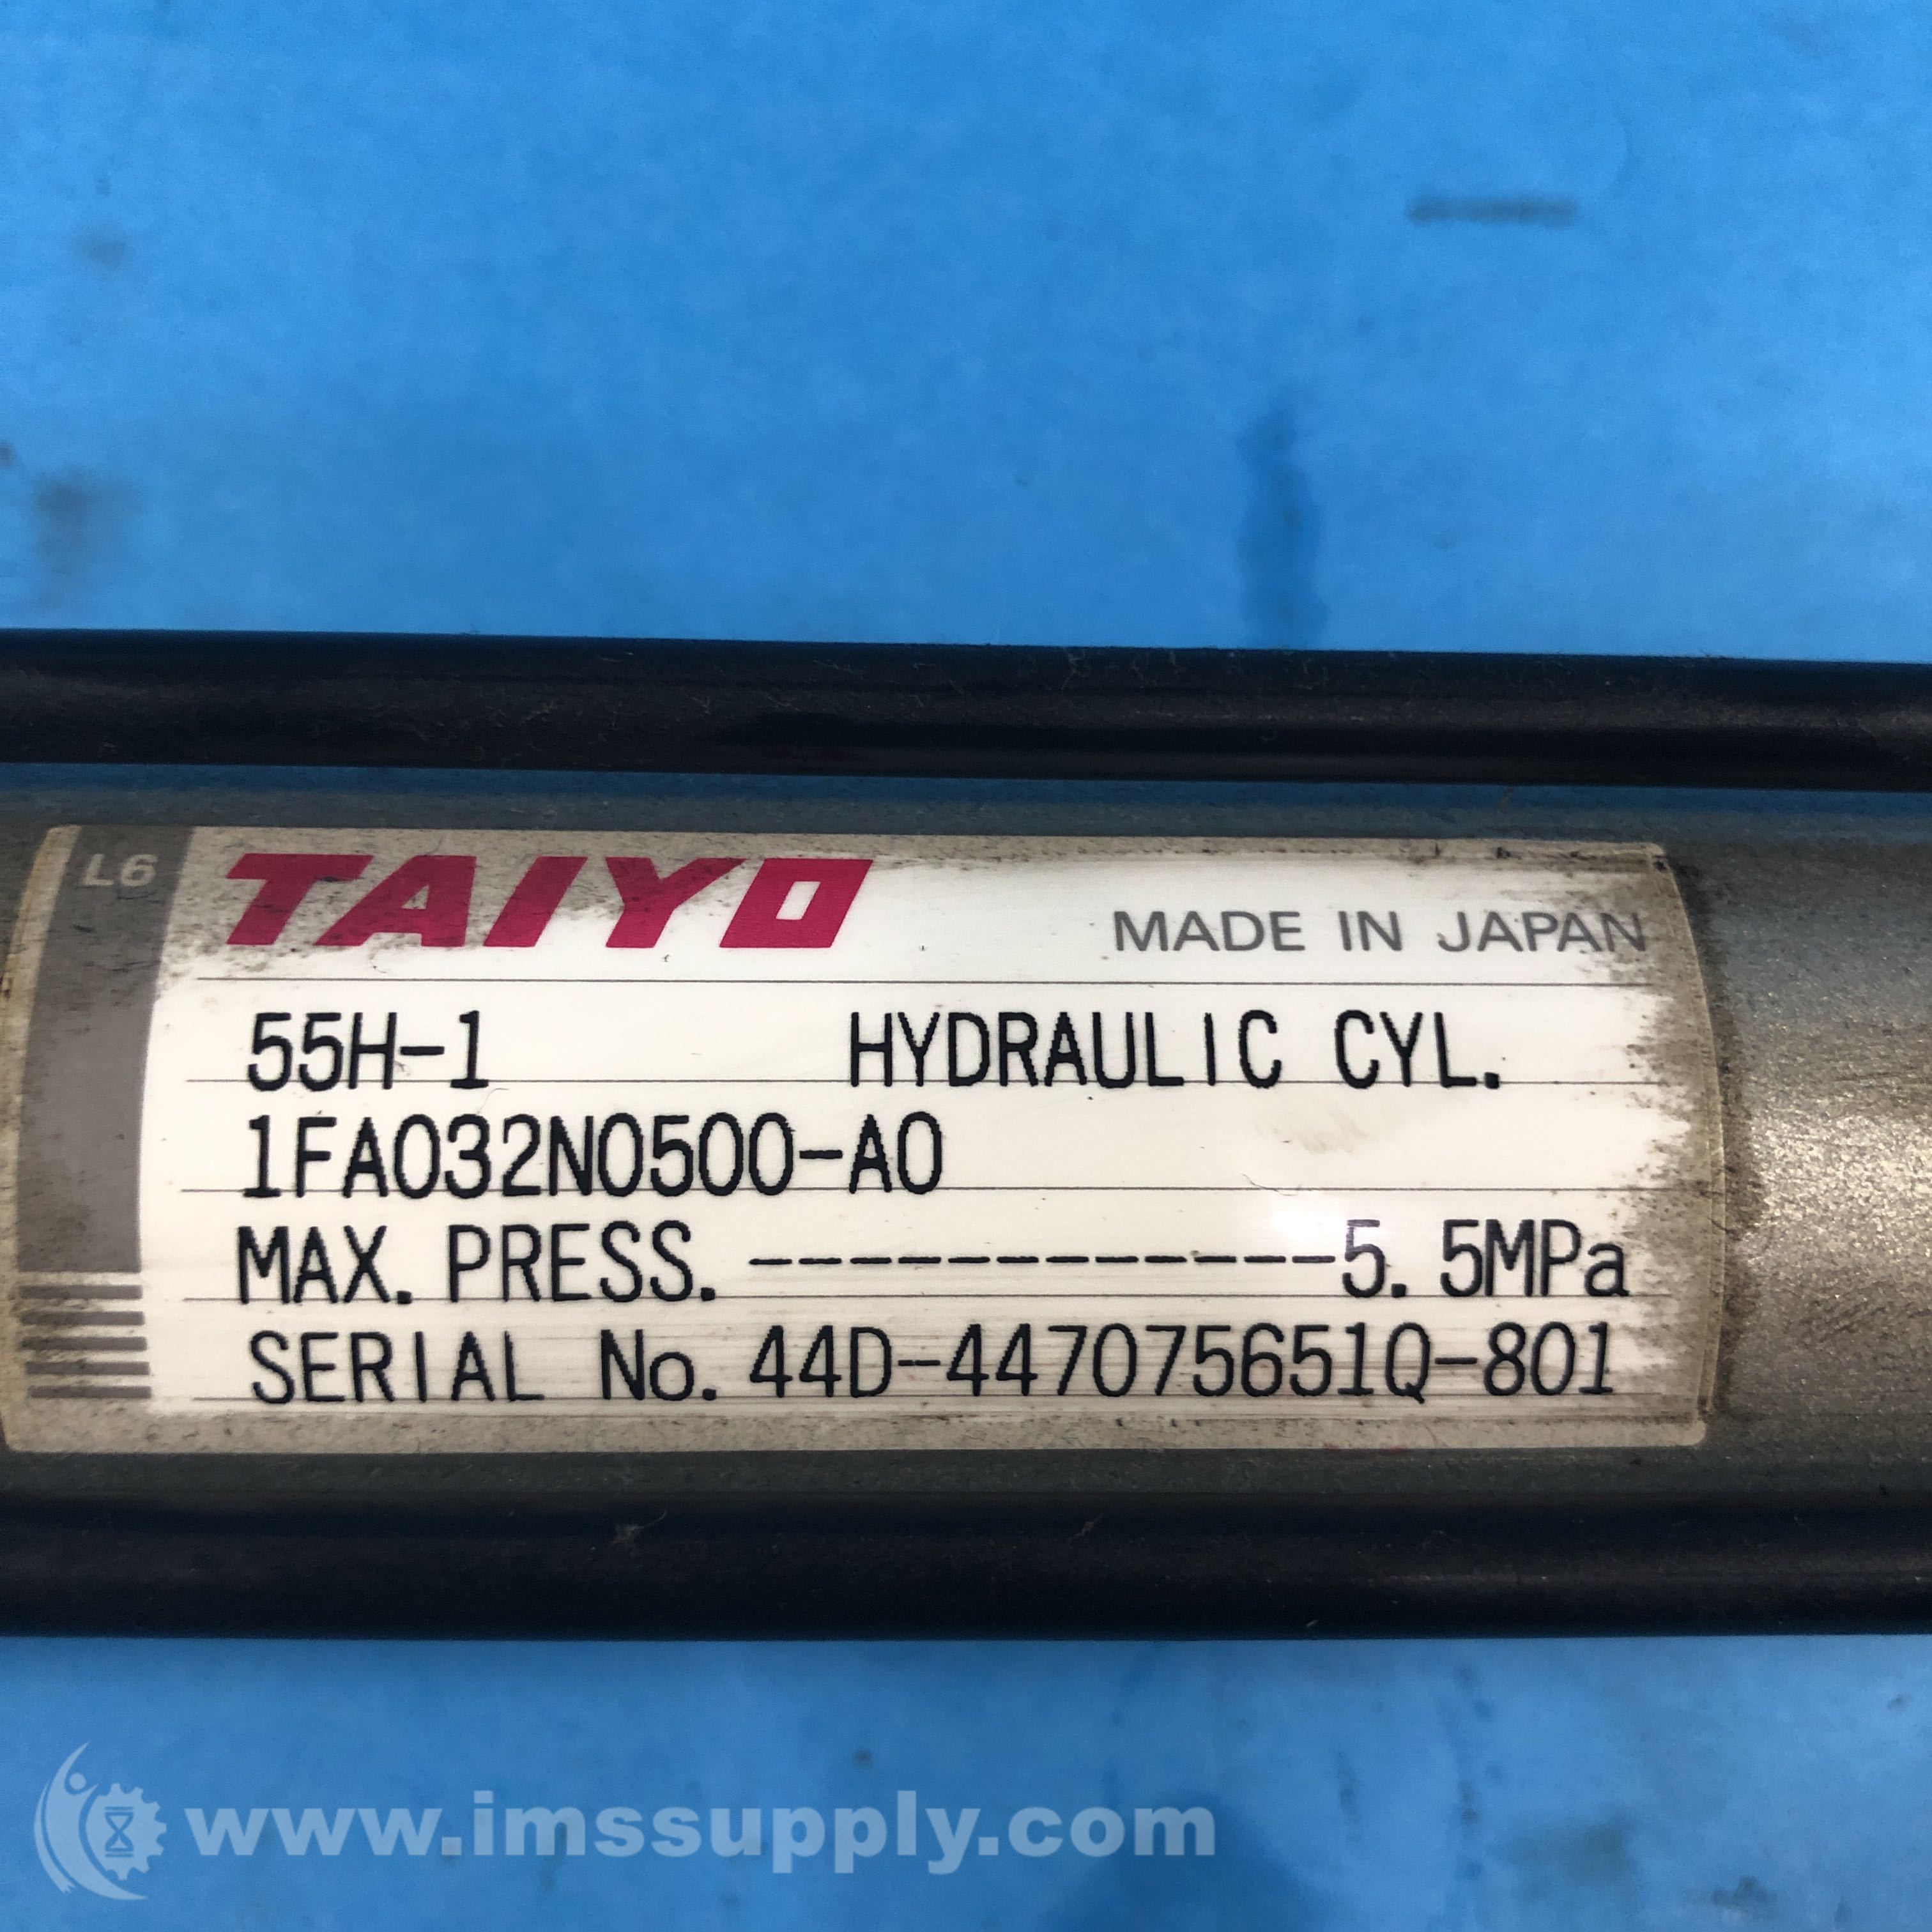 L6 TAIYO MADE IN JAPAN
55H-1 HYDRAULIC CYL.
1FA032N0500-A0
MAX. PRESS. ------------5.5MPa
SERIAL No. 44D-447075651Q-801
www.imssupply.com